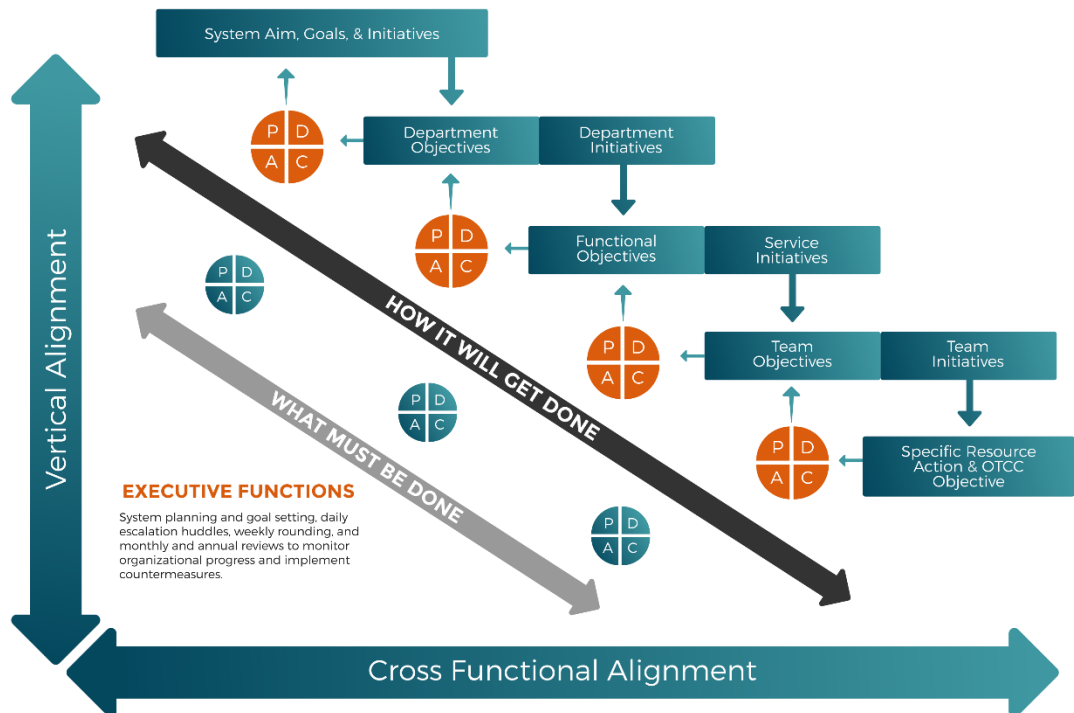 System Aim, Goals, & Initiatives
P D
A C
Department
Objectives
Department
Initiatives
P D
A C
Functional
Objectives
Service
Initiatives
P D
A C
Team
Objectives
Team
Initiatives
P D
A C
Specific Resource
Action & OTCC
Objective
Vertical Alignment
HOW IT WILL GET DONE
P D
A C
P D
A C
P D
A C
WHAT MUST BE DONE
EXECUTIVE FUNCTIONS
System planning and goal setting, daily
escalation huddles, weekly rounding, and
monthly and annual reviews to monitor
organizational progress and implement
countermeasures.
Cross Functional Alignment